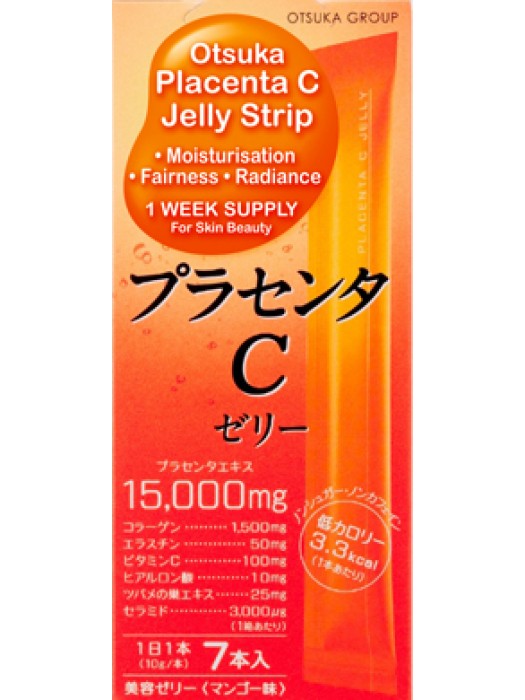 OTSUKA GROUP
Otsuka
Placenta C
Jelly Strip
• Moisturisation
• Fairness • Radiance
1 WEEK SUPPLY
For Skin Beauty
PLACENTA C JELLY
プラセンタ
C
ゼリー
プラセンタエキス
15,000mg
コラーゲン ········· 1,500mg
エラスチン ············ 50mg
ビタミンC ············ 100mg
ヒアルロン酸 ·········· 10mg
ツバメの巣エキス ······ 25mg
セラミド ············ 3,000μg
(1箱あたり)
ノンシュガー・ノンカフェイン
低カロリー
3.3kcal
(1本あたり)
1日1本
(10g/本)
7本入
美容ゼリー〈マンゴー味〉